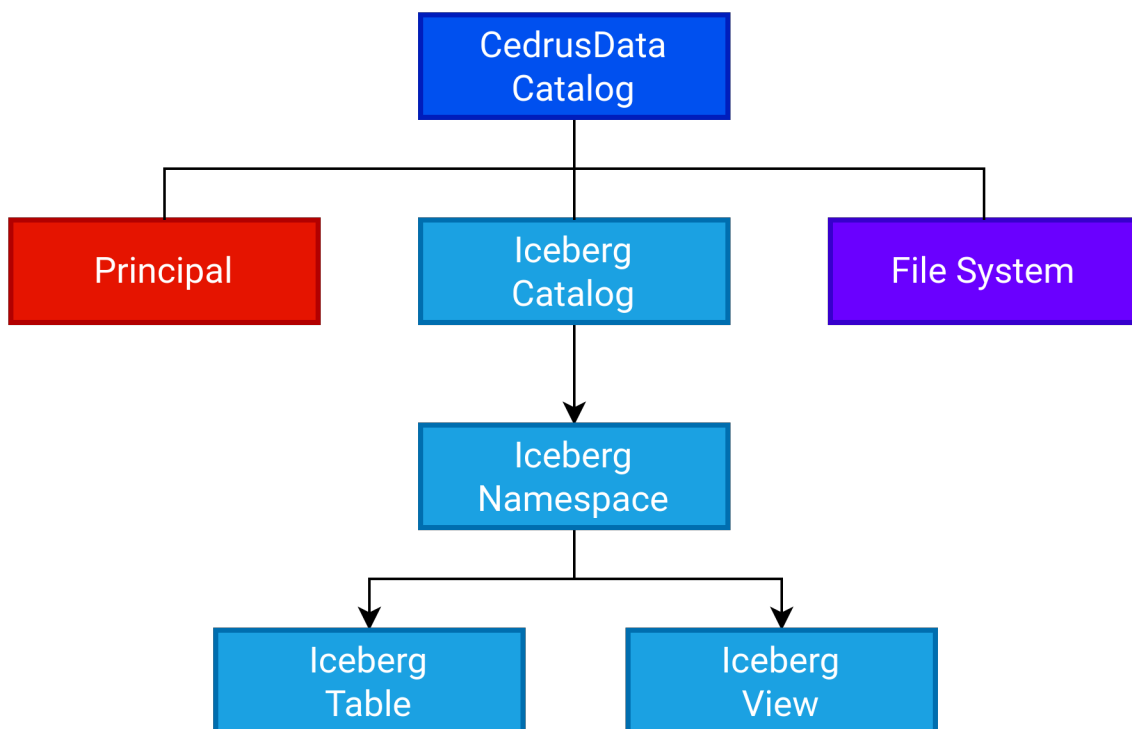 CedrusData
Catalog
Principal
Iceberg
Catalog
File System
Iceberg
Namespace
Iceberg
Table
Iceberg
View